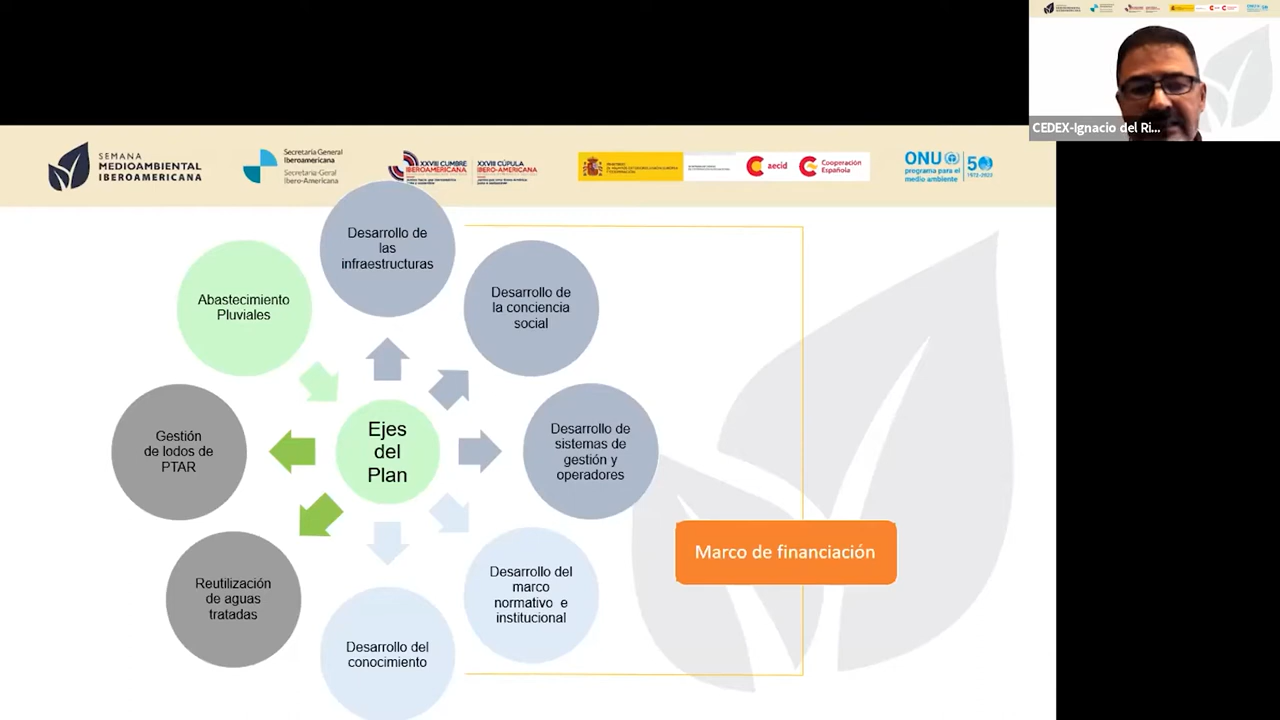 CEDEX-Ignacio del Ri...
SEMANA
MEDIOAMBIENTAL
IBEROAMERICANA
Secretaría General
Iberoamericana
Secretaria-Geral
Ibero-Americana
XXVIII CUMBRE
IBEROAMERICANA
XXVIII CÚPULA
IBERO-AMERICANA
aecid
Cooperación
Española
ONU
programa para el
medio ambiente
50
1972-2022
Desarrollo de
las
infraestructuras
Desarrollo de
la conciencia
social
Desarrollo de
sistemas de
gestión y
operadores
Desarrollo del
marco
normativo e
institucional
Desarrollo del
conocimiento
Reutilización
de aguas
tratadas
Gestión
de lodos de
PTAR
Abastecimiento
Pluviales
Ejes
del
Plan
Marco de financiación